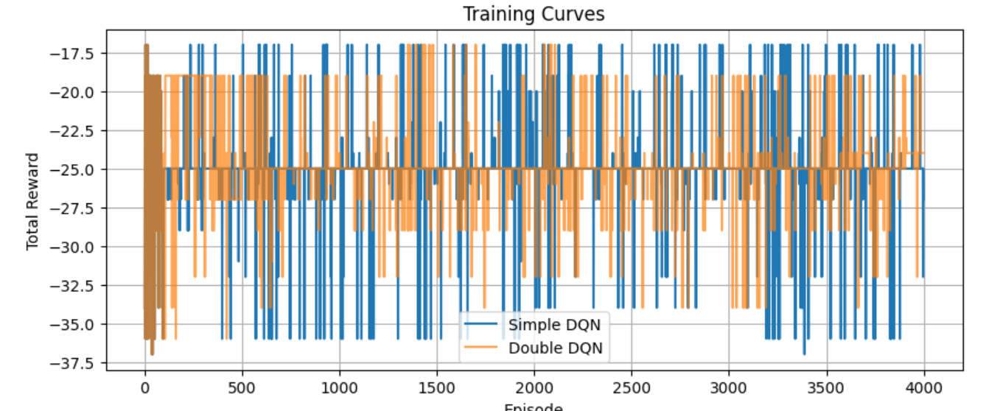 Training Curves
Total Reward
−17.5
−20.0
−22.5
−25.0
−27.5
−30.0
−32.5
−35.0
−37.5
Simple DQN
Double DQN
0 500 1000 1500 2000 2500 3000 3500 4000
Episode